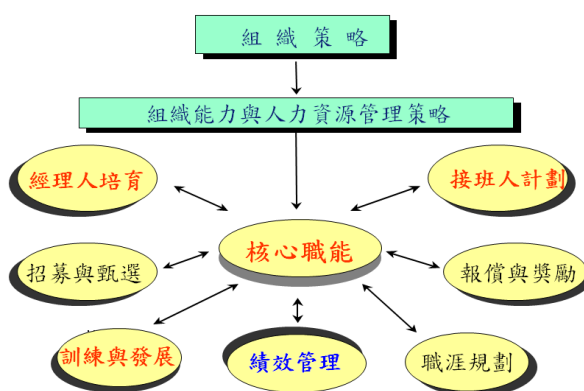 組織策略
組織能力與人力資源管理策略
經理人培育
接班人計劃
核心職能
招募與甄選
報償與獎勵
訓練與發展
績效管理
職涯規劃